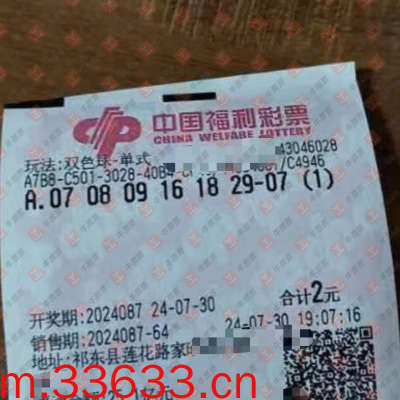 中国福利彩票
CHINA WELFARE LOTTERY
玩法:双色球-单式
43046028
A7B8-C501-3028-40B4-
/C4946
A.07 08 09 16 18 29-07 (1)
合计2元
开奖期:2024087 24-07-30
销售期:2024087-64
24-07-30 19:07:16
地址:祁东县莲花路家
m.33633.cn